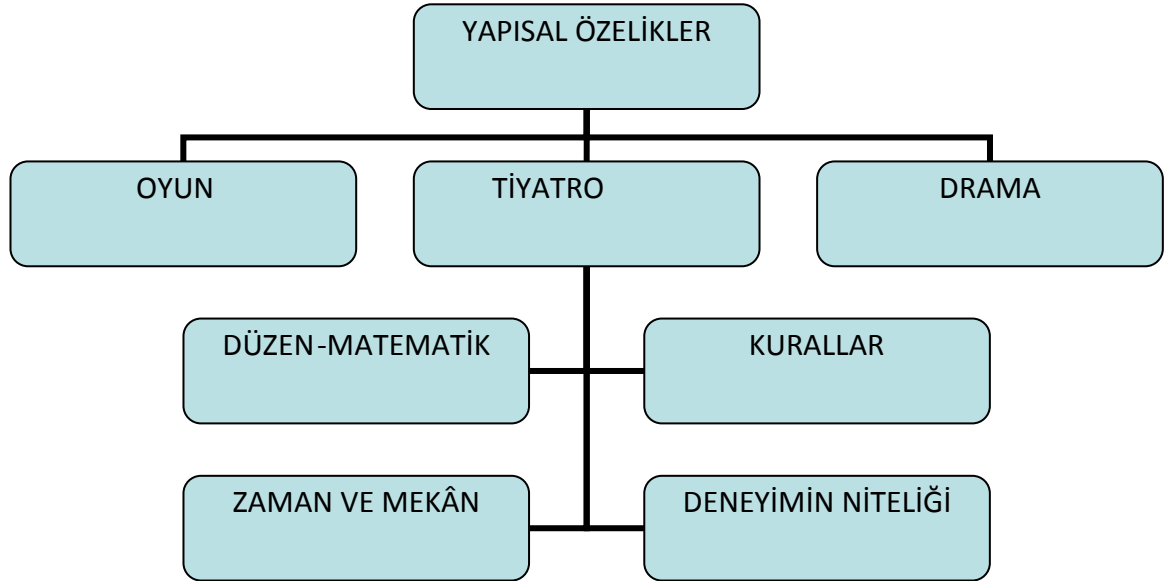 YAPISAL ÖZELİKLER
OYUN
TİYATRO
DRAMA
DÜZEN-MATEMATİK
KURALLAR
ZAMAN VE MEKÂN
DENEYİMİN NİTELİĞİ